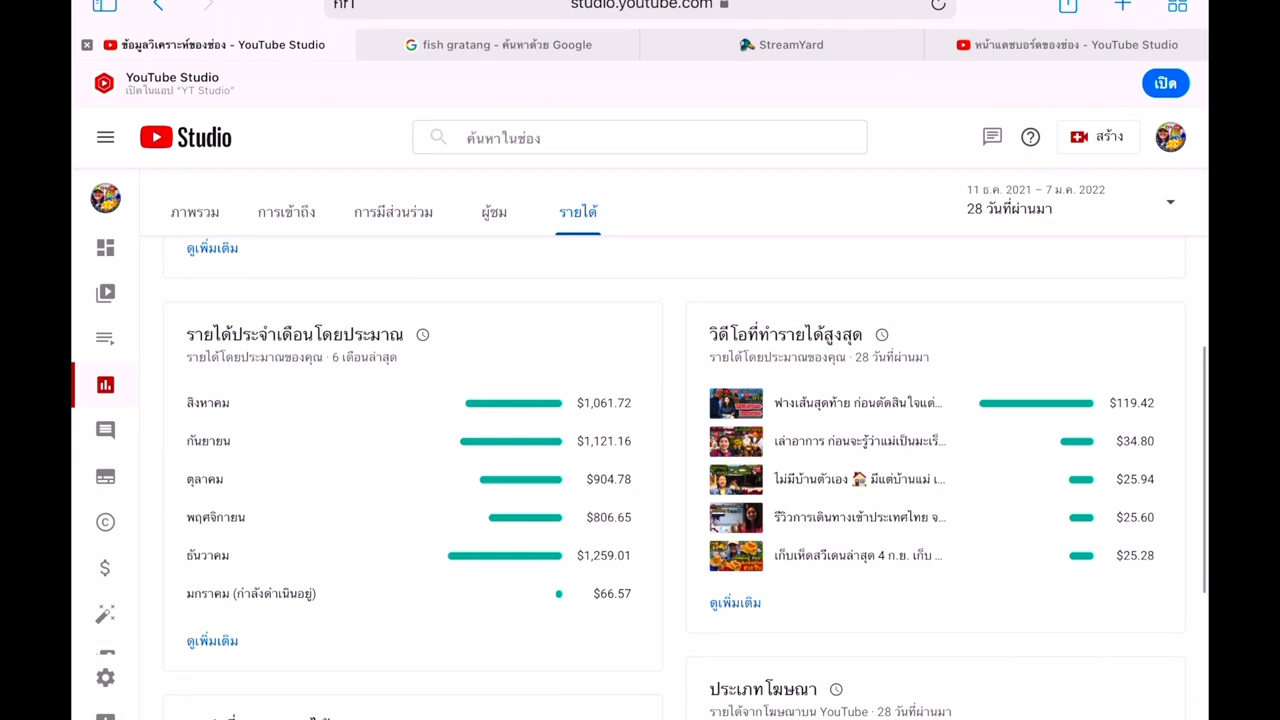 studio.youtube.com
ข้อมูลวิเคราะห์ของช่อง - YouTube Studio
fish gratang - ค้นหาด้วย Google
StreamYard
หน้าแดชบอร์ดของช่อง - YouTube Studio
YouTube Studio
เปิดในแอป "YT Studio"
เปิด
Studio
ค้นหาในช่อง
สร้าง
ภาพรวม
การเข้าถึง
การมีส่วนร่วม
ผู้ชม
รายได้
11 ธ.ค. 2021 – 7 ม.ค. 2022
28 วันที่ผ่านมา
ดูเพิ่มเติม
รายได้ประจำเดือนโดยประมาณ
รายได้โดยประมาณของคุณ · 6 เดือนล่าสุด
สิงหาคม $1,061.72
กันยายน $1,121.16
ตุลาคม $904.78
พฤศจิกายน $806.65
ธันวาคม $1,259.01
มกราคม (กำลังดำเนินอยู่) $66.57
ดูเพิ่มเติม
วิดีโอที่ทำรายได้สูงสุด
รายได้โดยประมาณของคุณ · 28 วันที่ผ่านมา
ฟางเส้นสุดท้าย ก่อนตัดสินใจแต่... $119.42
เล่าอาการ ก่อนจะรู้ว่าแม่เป็นมะเร็... $34.80
ไม่มีบ้านตัวเอง 🏠 มีแต่บ้านแม่ เ... $25.94
รีวิวการเดินทางเข้าประเทศไทย จ... $25.60
เก็บเห็ดสวีเดนล่าสุด 4 ก.ย. เก็บ ... $25.28
ดูเพิ่มเติม
ประเภทโฆษณา
รายได้จากโฆษณาบน YouTube · 28 วันที่ผ่านมา